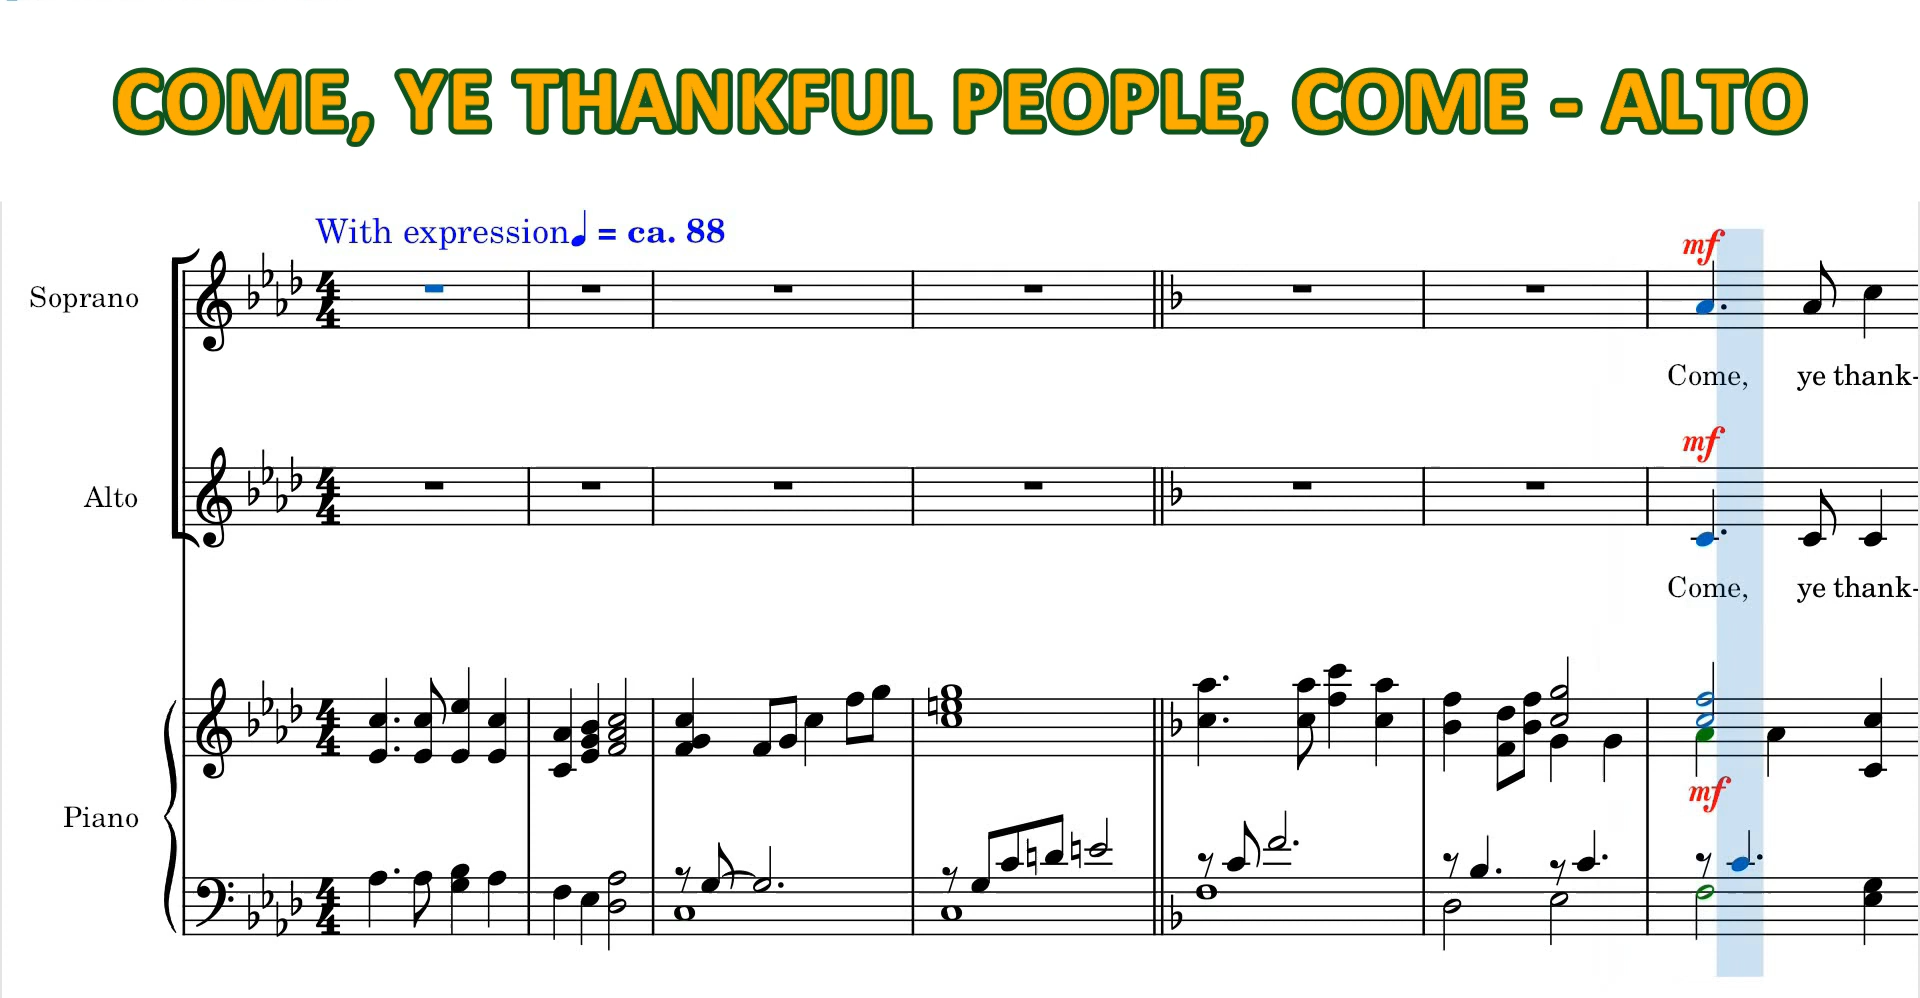 COME, YE THANKFUL PEOPLE, COME - ALTO
With expression ♩ = ca. 88
mf
Soprano
Come, ye thank-
mf
Alto
Come, ye thank-
mf
Piano